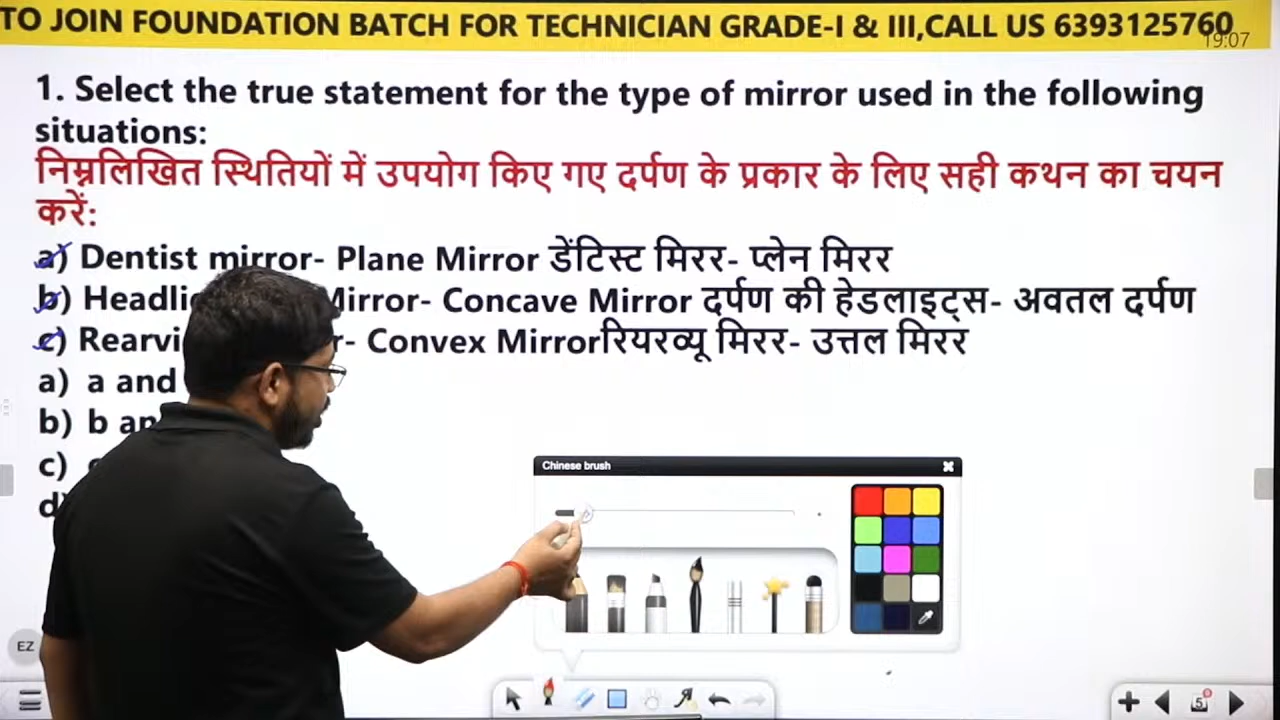 TO JOIN FOUNDATION BATCH FOR TECHNICIAN GRADE-I & III,CALL US 6393125760
19:07
1. Select the true statement for the type of mirror used in the following
situations:
निम्नलिखित स्थितियों में उपयोग किए गए दर्पण के प्रकार के लिए सही कथन का चयन
करें:
a) Dentist mirror- Plane Mirror डेंटिस्ट मिरर- प्लेन मिरर
b) Mirror- Concave Mirror दर्पण की हेडलाइट्स- अवतल दर्पण
c) Convex Mirrorरियरव्यू मिरर- उत्तल मिरर
a) a and
b) b
c)
Chinese brush
EZ
5